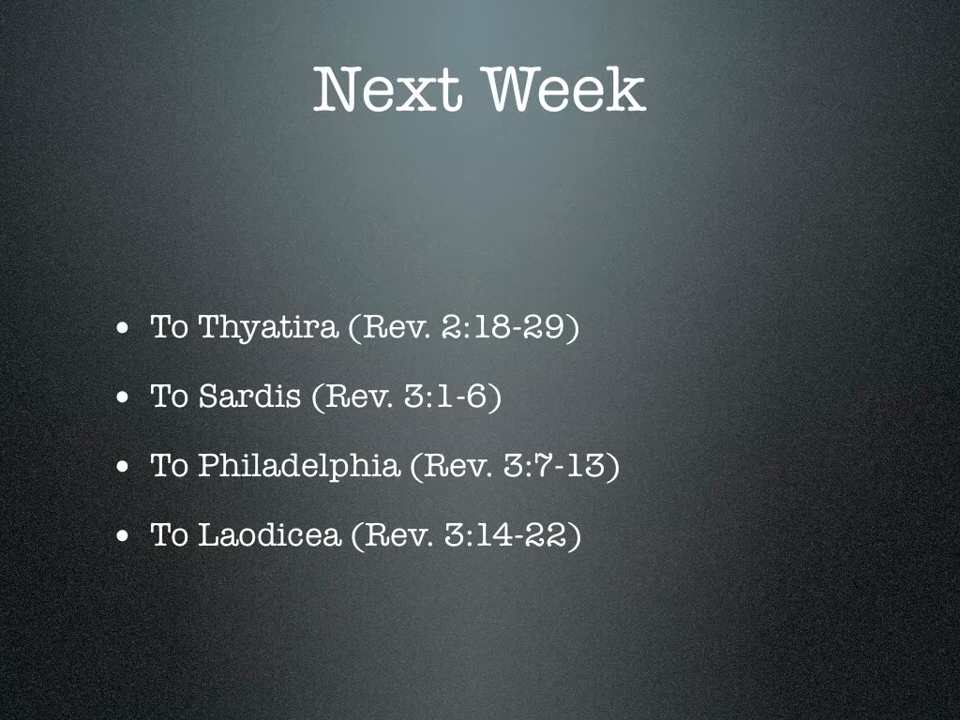 Next Week
• To Thyatira (Rev. 2:18-29)
• To Sardis (Rev. 3:1-6)
• To Philadelphia (Rev. 3:7-13)
• To Laodicea (Rev. 3:14-22)